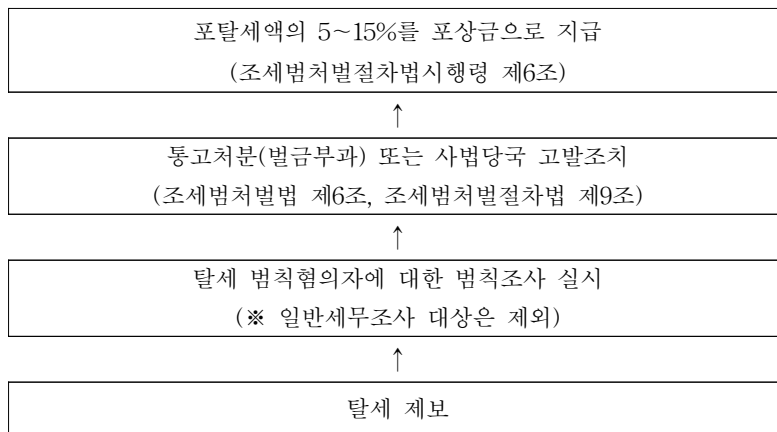 포탈세액의 5~15%를 포상금으로 지급
(조세범처벌절차법시행령 제6조)
↑
통고처분(벌금부과) 또는 사법당국 고발조치
(조세범처벌법 제6조, 조세범처벌절차법 제9조)
↑
탈세 범칙혐의자에 대한 범칙조사 실시
(※ 일반세무조사 대상은 제외)
↑
탈세 제보